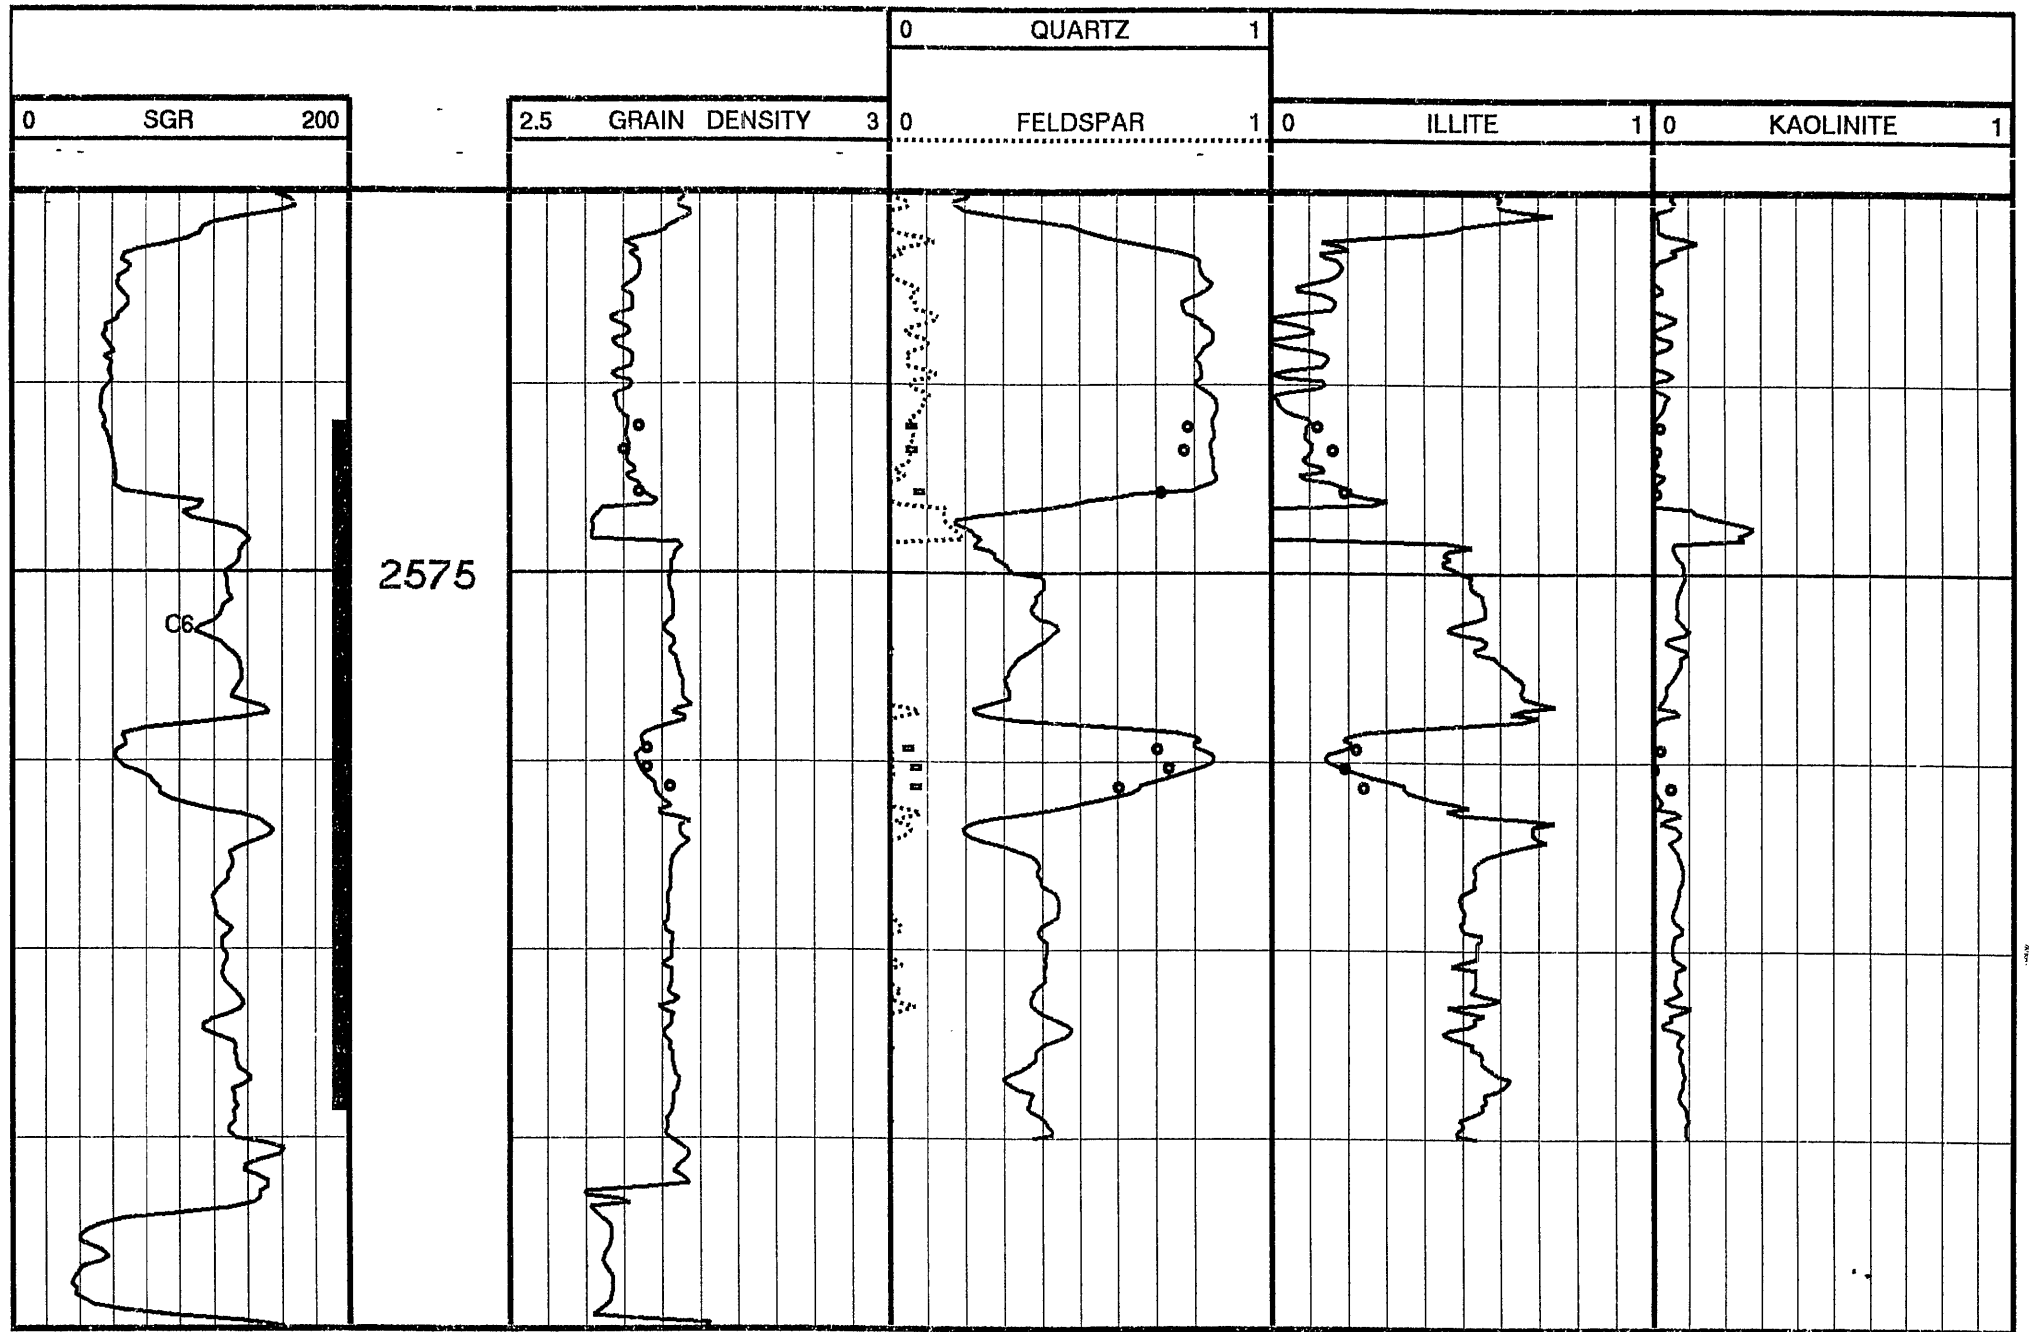 0 QUARTZ 1
0 SGR 200
2.5 GRAIN DENSITY 3
0 FELDSPAR 1
0 ILLITE 1
0 KAOLINITE 1
2575
C6